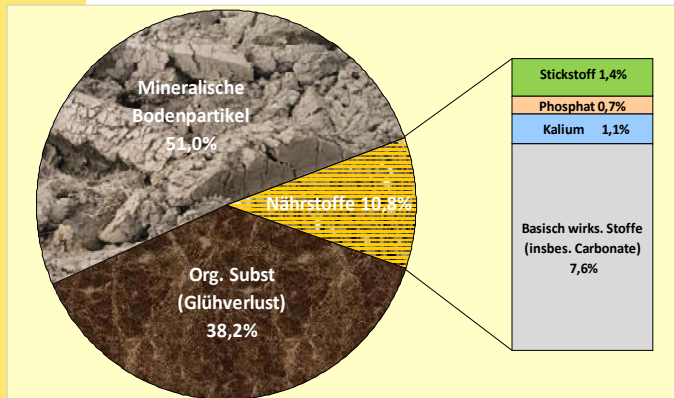 Mineralische
Bodenpartikel
51,0%
Nährstoffe 10,8%
Org. Subst
(Glühverlust)
38,2%
Stickstoff 1,4%
Phosphat 0,7%
Kalium 1,1%
Basisch wirks. Stoffe
(insbes. Carbonate)
7,6%